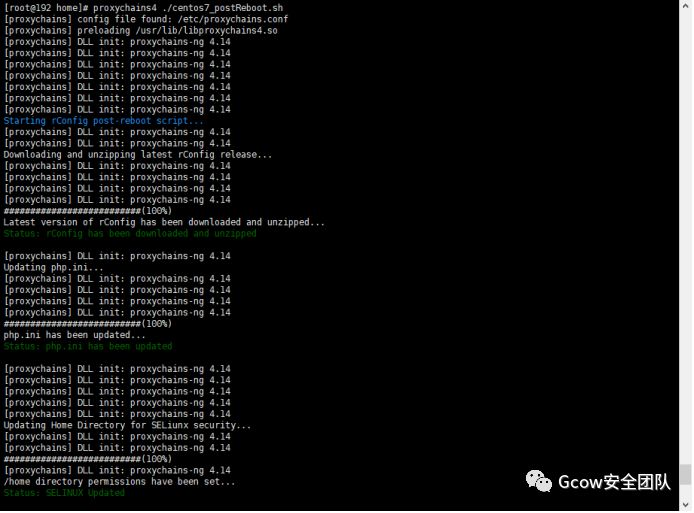 [root@192 home]# proxychains4 ./centos7_postReboot.sh
[proxychains] config file found: /etc/proxychains.conf
[proxychains] preloading /usr/lib/libproxychains4.so
[proxychains] DLL init: proxychains-ng 4.14
[proxychains] DLL init: proxychains-ng 4.14
[proxychains] DLL init: proxychains-ng 4.14
[proxychains] DLL init: proxychains-ng 4.14
[proxychains] DLL init: proxychains-ng 4.14
[proxychains] DLL init: proxychains-ng 4.14
[proxychains] DLL init: proxychains-ng 4.14
Starting rConfig post-reboot script...
[proxychains] DLL init: proxychains-ng 4.14
[proxychains] DLL init: proxychains-ng 4.14
Downloading and unzipping latest rConfig release...
[proxychains] DLL init: proxychains-ng 4.14
[proxychains] DLL init: proxychains-ng 4.14
[proxychains] DLL init: proxychains-ng 4.14
[proxychains] DLL init: proxychains-ng 4.14
##########################(100%)
Latest version of rConfig has been downloaded and unzipped...
Status: rConfig has been downloaded and unzipped
[proxychains] DLL init: proxychains-ng 4.14
Updating php.ini...
[proxychains] DLL init: proxychains-ng 4.14
[proxychains] DLL init: proxychains-ng 4.14
[proxychains] DLL init: proxychains-ng 4.14
[proxychains] DLL init: proxychains-ng 4.14
##########################(100%)
php.ini has been updated...
Status: php.ini has been updated
[proxychains] DLL init: proxychains-ng 4.14
[proxychains] DLL init: proxychains-ng 4.14
[proxychains] DLL init: proxychains-ng 4.14
[proxychains] DLL init: proxychains-ng 4.14
[proxychains] DLL init: proxychains-ng 4.14
Updating Home Directory for SELiunx security...
[proxychains] DLL init: proxychains-ng 4.14
[proxychains] DLL init: proxychains-ng 4.14
##########################(100%)
[proxychains] DLL init: proxychains-ng 4.14
/home directory permissions have been set...
Status: SELINUX Updated
Gcow安全团队